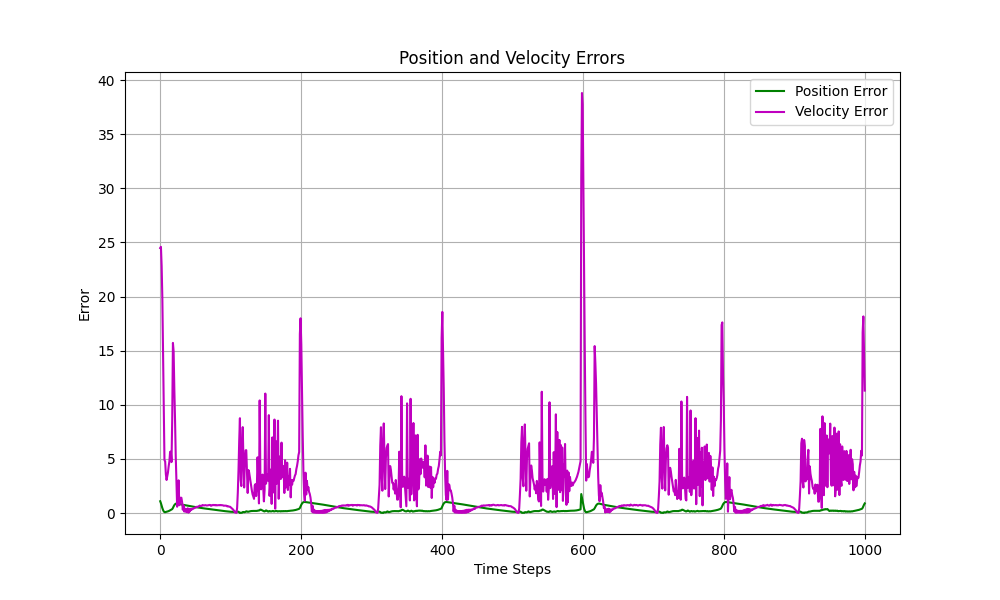 Position and Velocity Errors
Position Error
Velocity Error
Error
40
35
30
25
20
15
10
5
0
0 200 400 600 800 1000
Time Steps